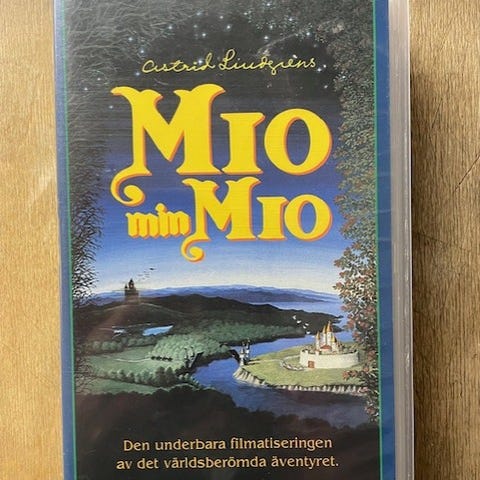 Astrid Lindgrens
MIO
min MIO
Den underbara filmatiseringen
av det världsberömda äventyret.